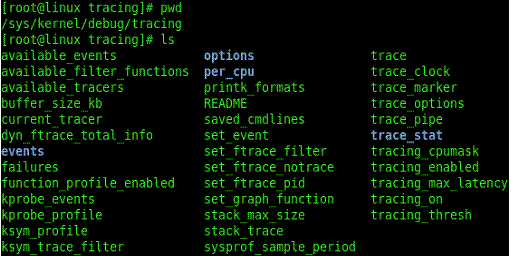 [root@linux tracing]# pwd
/sys/kernel/debug/tracing
[root@linux tracing]# ls
available_events options trace
available_filter_functions per_cpu trace_clock
available_tracers printk_formats trace_marker
buffer_size_kb README trace_options
current_tracer saved_cmdlines trace_pipe
dyn_ftrace_total_info set_event trace_stat
events set_ftrace_filter tracing_cpumask
failures set_ftrace_notrace tracing_enabled
function_profile_enabled set_ftrace_pid tracing_max_latency
kprobe_events set_graph_function tracing_on
kprobe_profile stack_max_size tracing_thresh
ksym_profile stack_trace
ksym_trace_filter sysprof_sample_period